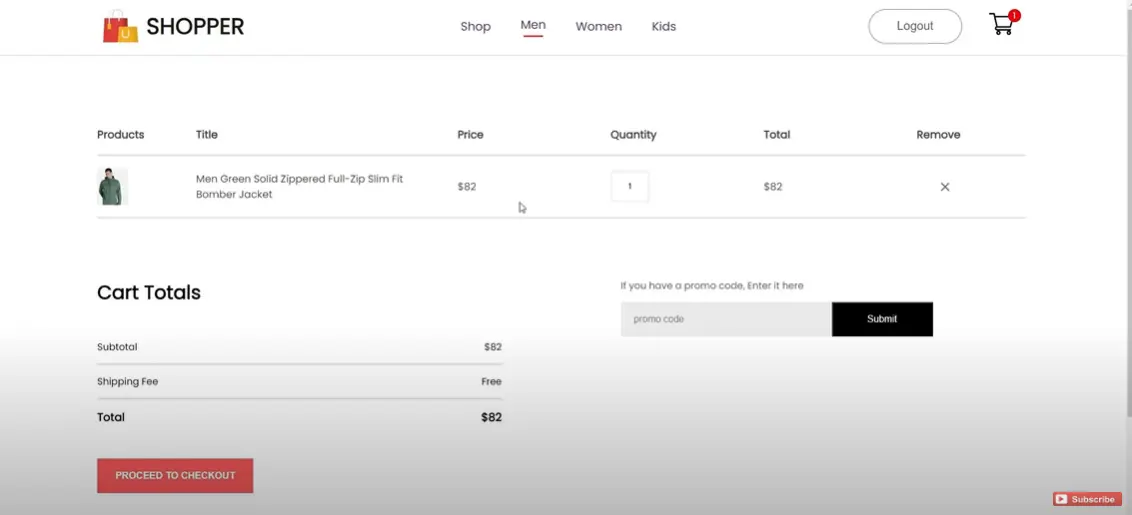 SHOPPER
Shop
Men
Women
Kids
Logout
1
Products
Title
Price
Quantity
Total
Remove
Men Green Solid Zippered Full-Zip Slim Fit
Bomber Jacket
$82
1
$82
Cart Totals
Subtotal
$82
Shipping Fee
Free
Total
$82
PROCEED TO CHECKOUT
If you have a promo code, Enter it here
promo code
Submit
Subscribe